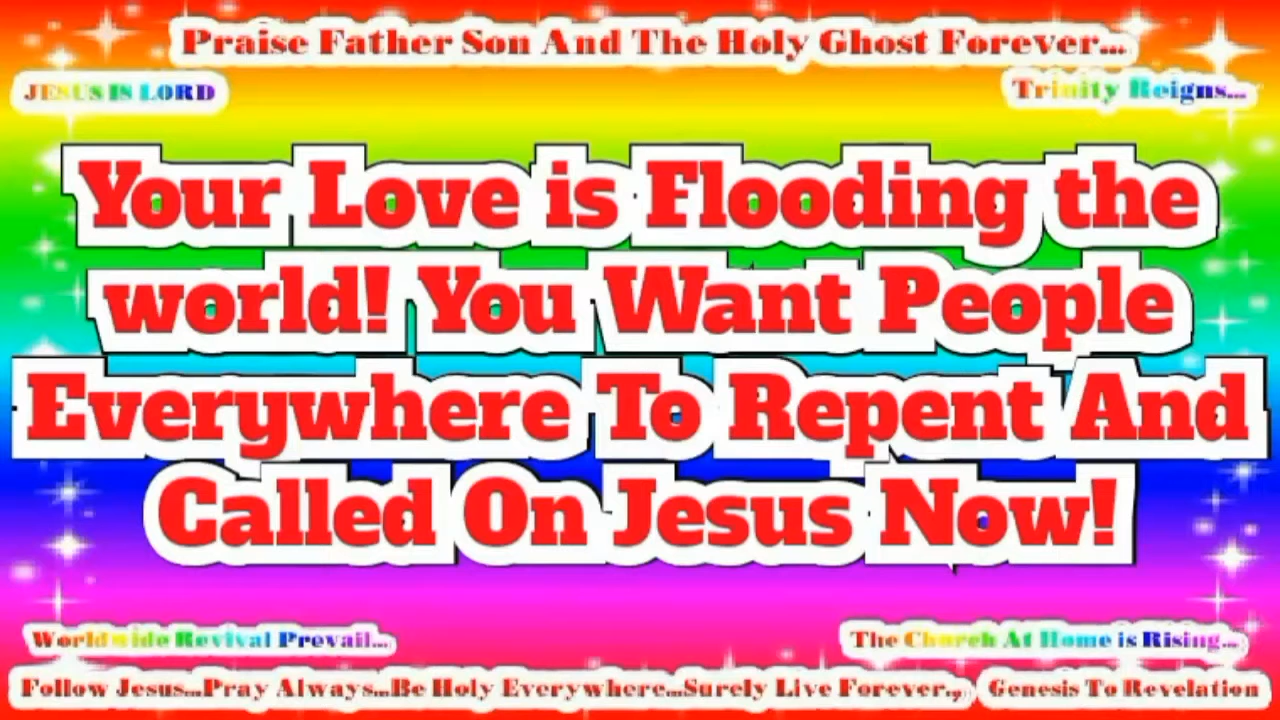 Praise Father Son And The Holy Ghost Forever...
JESUS IS LORD
Trinity Reigns...
Your Love is Flooding the
world! You Want People
Everywhere To Repent And
Called On Jesus Now!
Worldwide Revival Prevail...
The Church At Home is Rising...
Follow Jesus...Pray Always...Be Holy Everywhere...Surely Live Forever..,
Genesis To Revelation